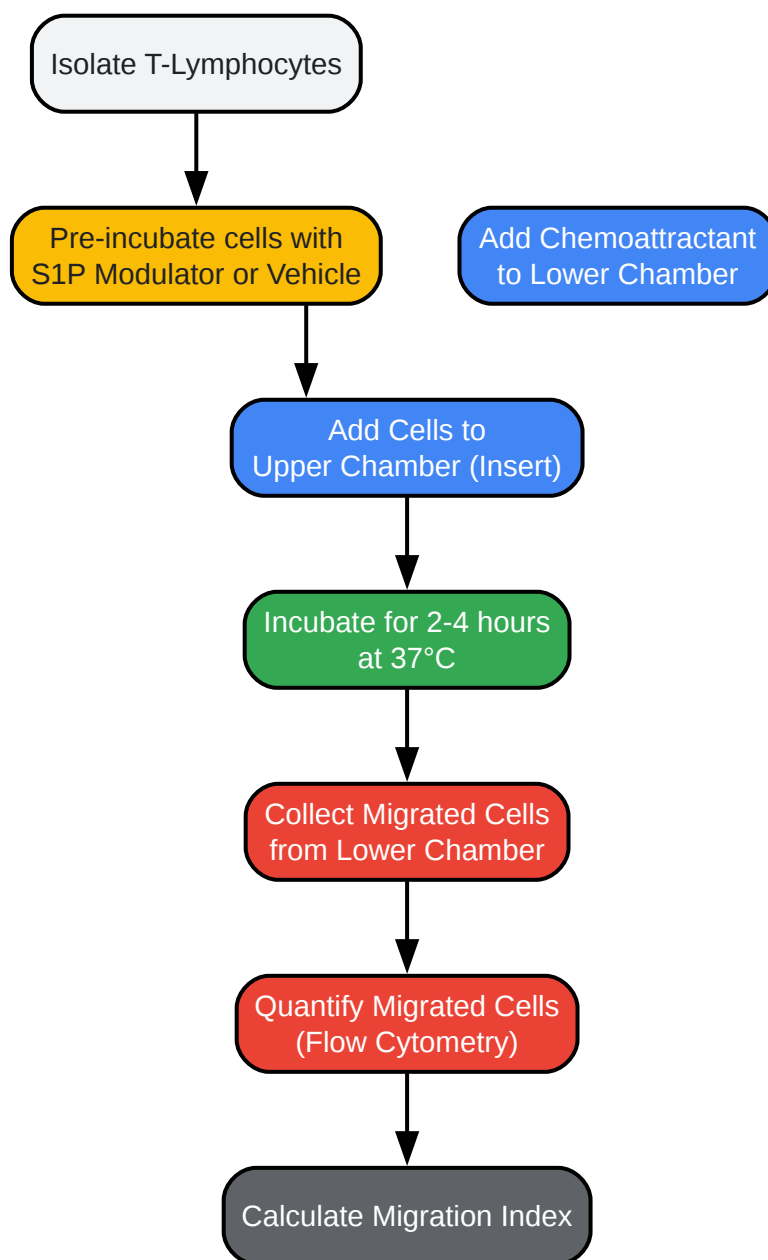 Isolate T-Lymphocytes
Pre-incubate cells with
S1P Modulator or Vehicle
Add Chemoattractant
to Lower Chamber
Add Cells to
Upper Chamber (Insert)
Incubate for 2-4 hours
at 37°C
Collect Migrated Cells
from Lower Chamber
Quantify Migrated Cells
(Flow Cytometry)
Calculate Migration Index